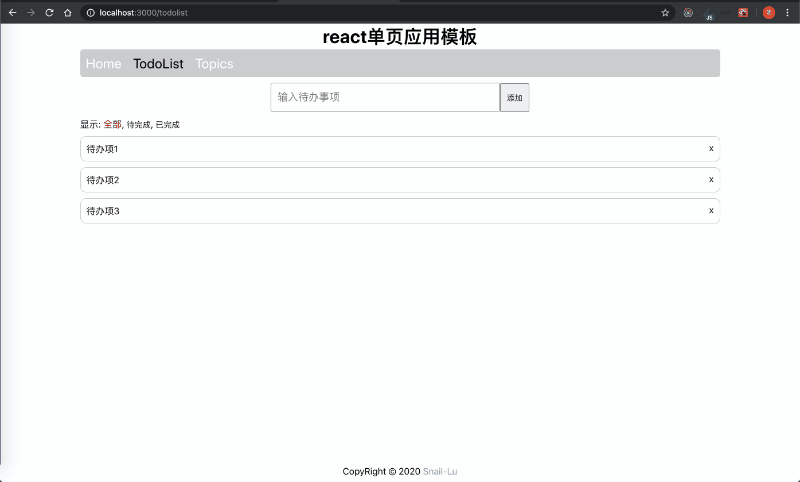 localhost:3000/todolist
react单页应用模板
Home TodoList Topics
输入待办事项 添加
显示: 全部, 待完成, 已完成
待办项1 x
待办项2 x
待办项3 x
CopyRight © 2020 Snail-Lu